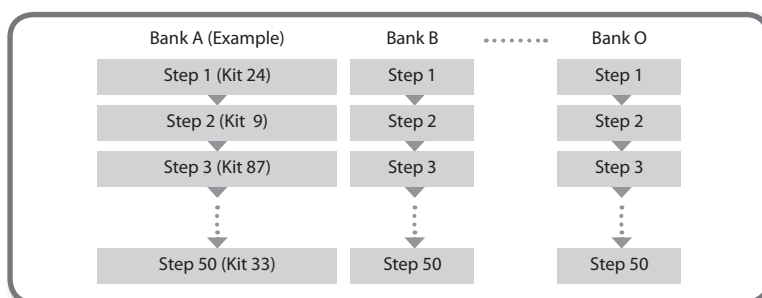 Bank A (Example) Bank B Bank O
Step 1 (Kit 24) Step 1 Step 1
Step 2 (Kit 9) Step 2 Step 2
Step 3 (Kit 87) Step 3 Step 3
Step 50 (Kit 33) Step 50 Step 50